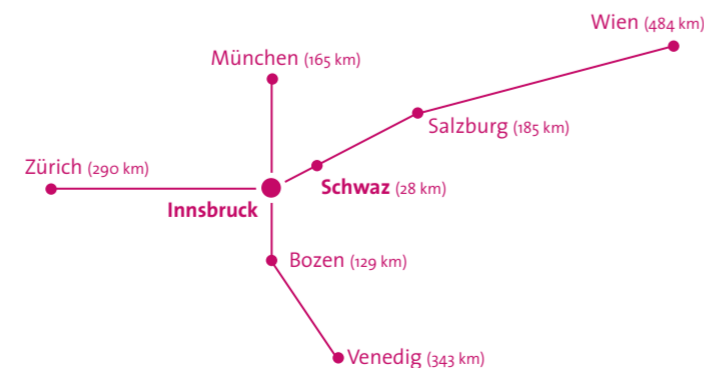 Wien (484 km)
München (165 km)
Salzburg (185 km)
Zürich (290 km)
Schwaz (28 km)
Innsbruck
Bozen (129 km)
Venedig (343 km)